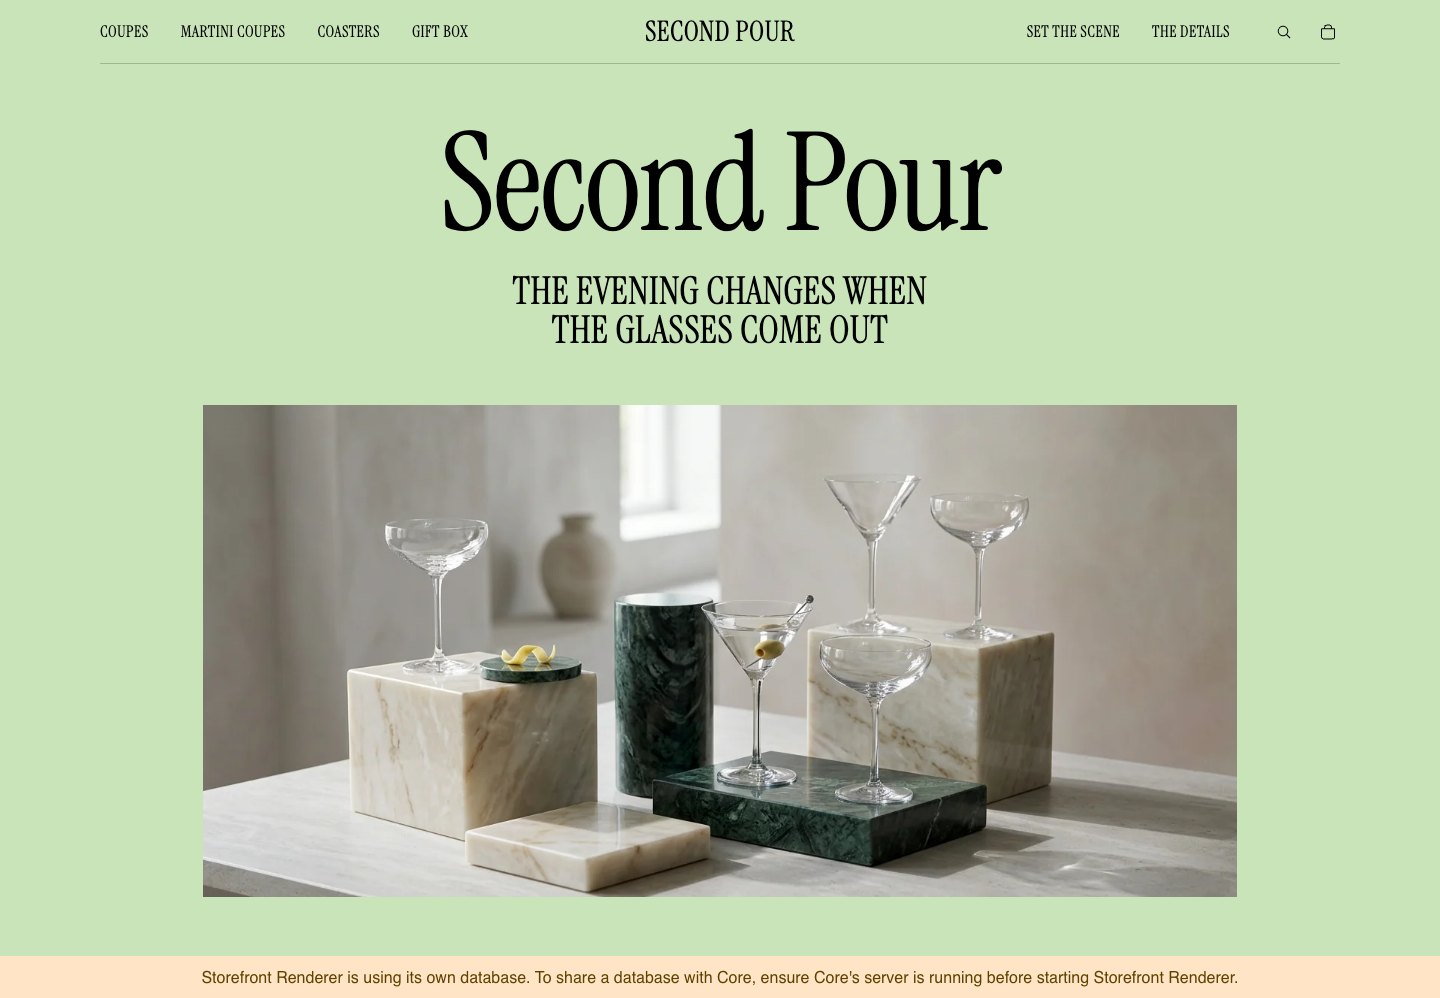 COUPES MARTINI COUPES COASTERS GIFT BOX SECOND POUR SET THE SCENE THE DETAILS
Second Pour
THE EVENING CHANGES WHEN
THE GLASSES COME OUT
Storefront Renderer is using its own database. To share a database with Core, ensure Core's server is running before starting Storefront Renderer.